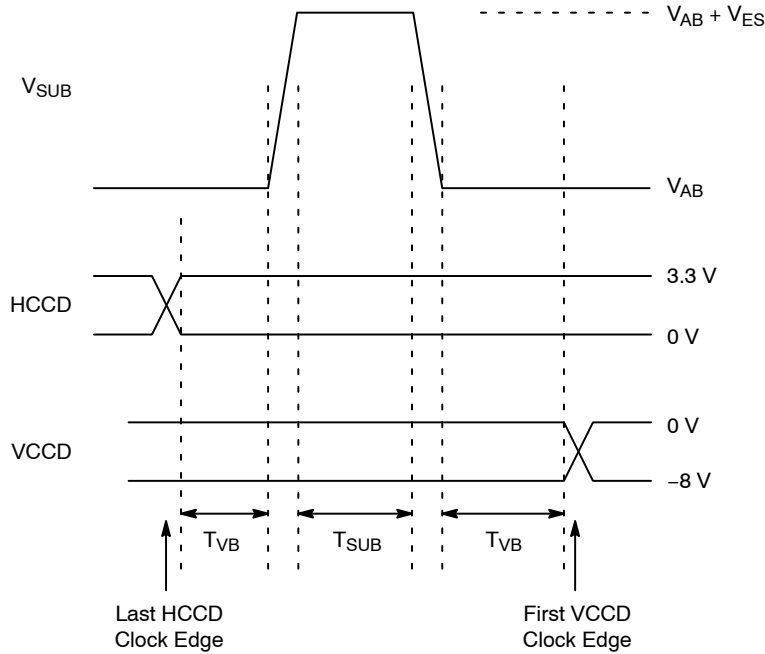 V_AB + V_ES
V_SUB
V_AB
3.3 V
HCCD
0 V
0 V
VCCD
−8 V
T_VB T_SUB T_VB
Last HCCD
Clock Edge
First VCCD
Clock Edge